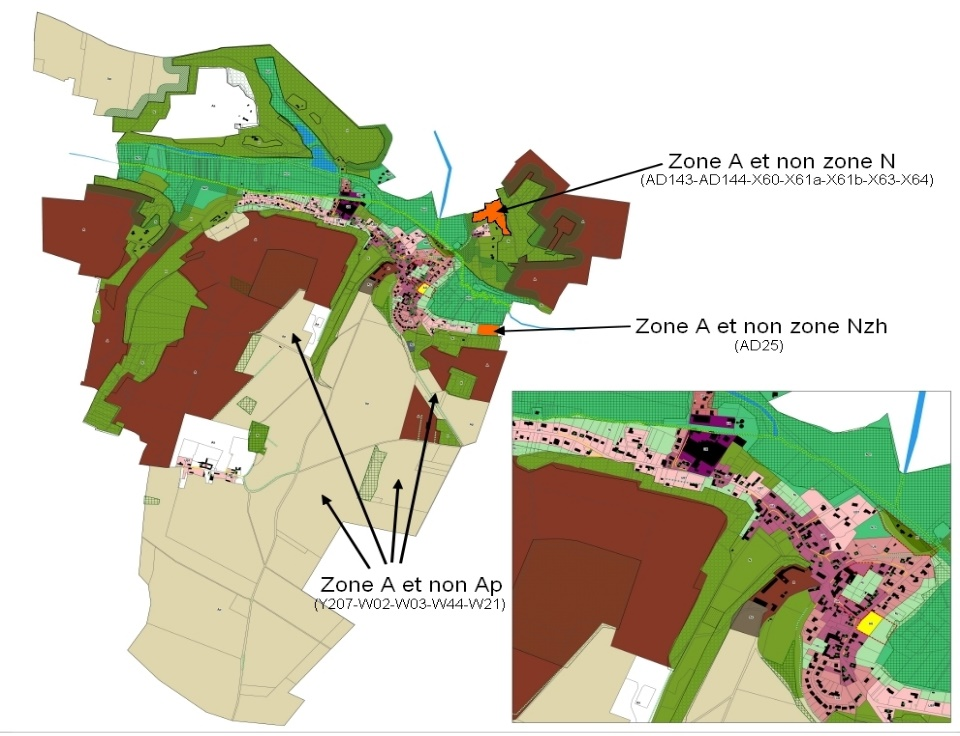 Zone A et non zone N
(AD143-AD144-X60-X61a-X61b-X63-X64)
Zone A et non zone Nzh
(AD25)
Zone A et non Ap
(Y207-W02-W03-W44-W21)